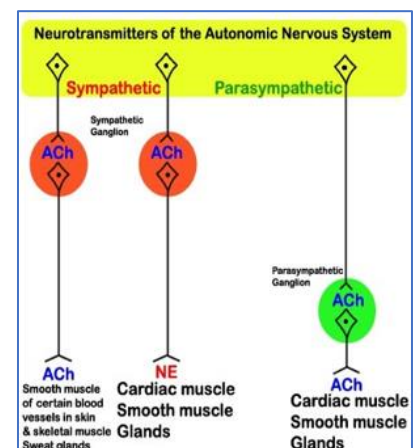 Neurotransmitters of the Autonomic Nervous System
Sympathetic
Parasympathetic
Sympathetic
Ganglion
ACh
ACh
Parasympathetic
Ganglion
ACh
ACh
Smooth muscle
of certain blood
vessels in skin
& skeletal muscle
Sweat glands
NE
Cardiac muscle
Smooth muscle
Glands
ACh
Cardiac muscle
Smooth muscle
Glands